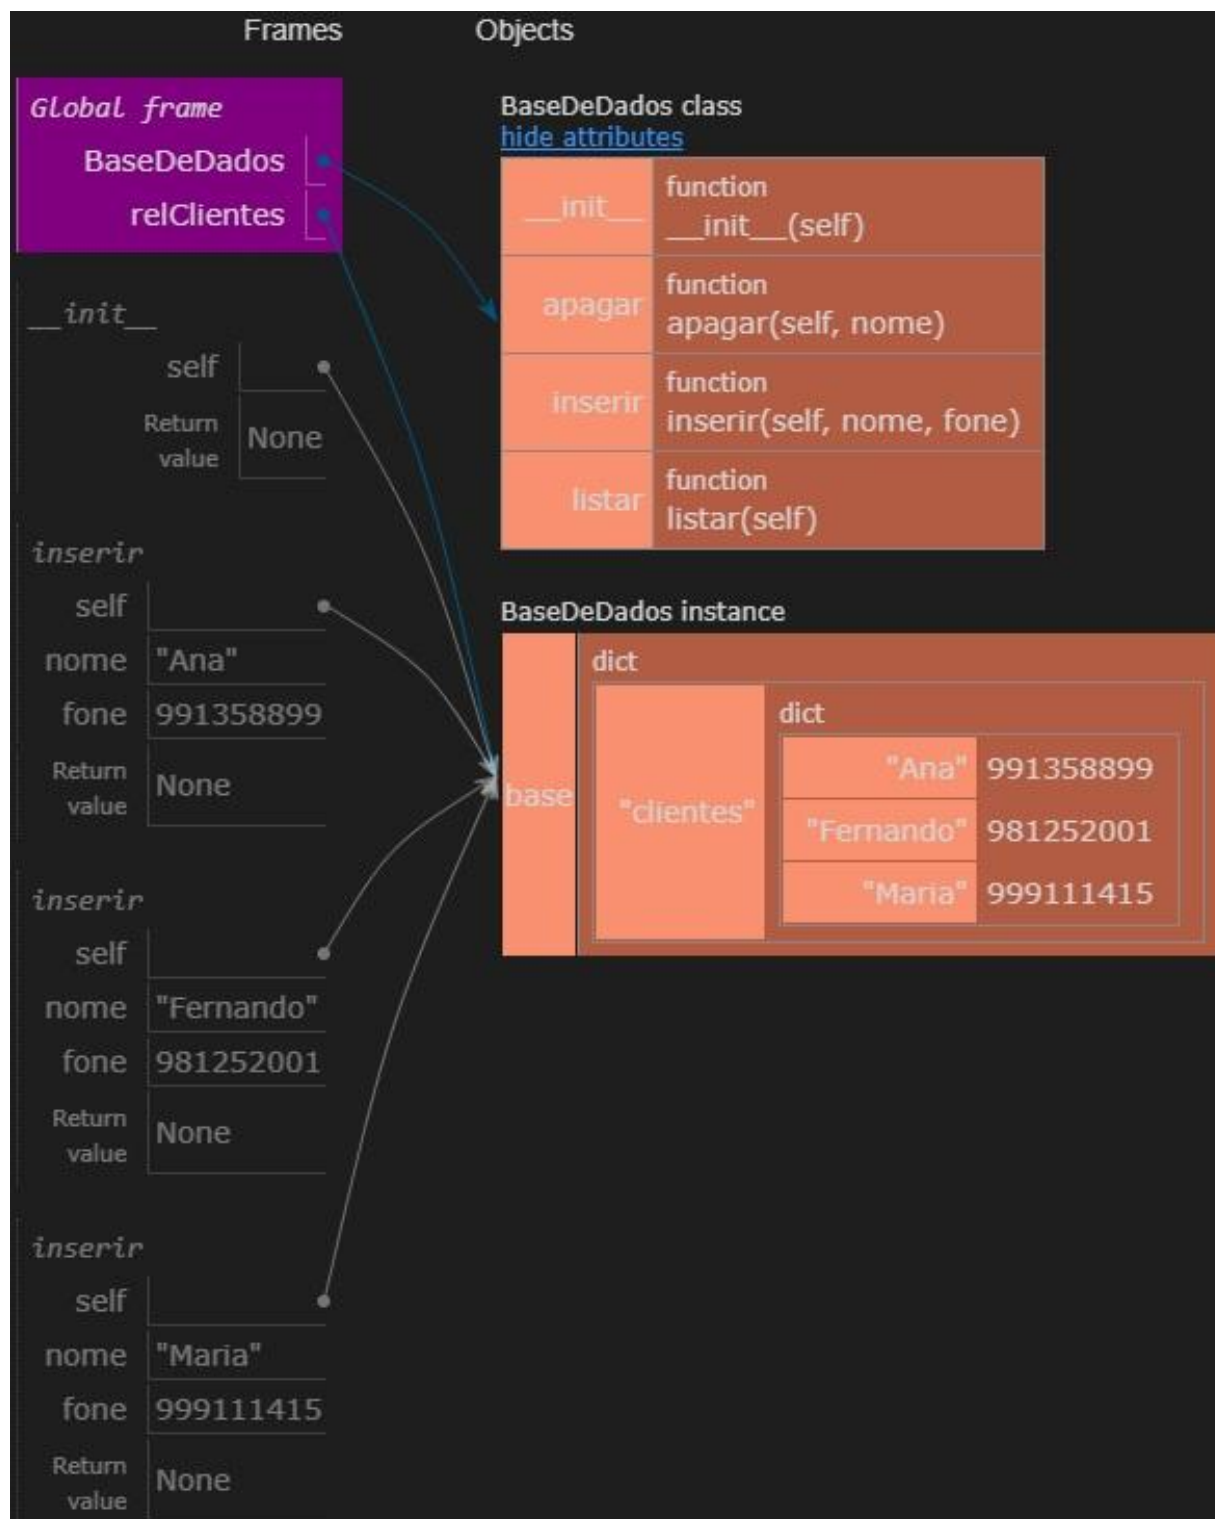 Frames
Objects
Global frame
BaseDeDados
relClientes
__init__
self
Return
value
None
inserir
self
nome "Ana"
fone 991358899
Return
value
None
inserir
self
nome "Fernando"
fone 981252001
Return
value
None
inserir
self
nome "Maria"
fone 999111415
Return
value
None
BaseDeDados class
hide attributes
__init__
function
__init__(self)
apagar
function
apagar(self, nome)
inserir
function
inserir(self, nome, fone)
listar
function
listar(self)
BaseDeDados instance
base
dict
"clientes"
dict
"Ana" 991358899
"Fernando" 981252001
"Maria" 999111415